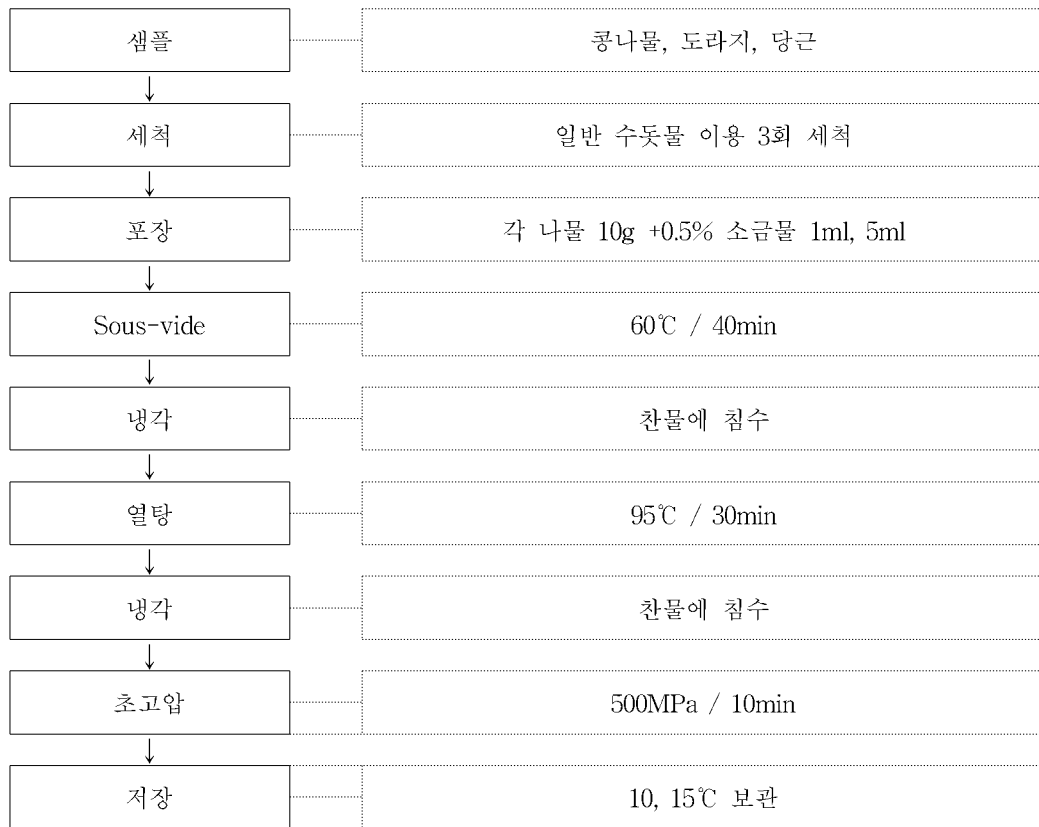 샘플
콩나물, 도라지, 당근
세척
일반 수돗물 이용 3회 세척
포장
각 나물 10g +0.5% 소금물 1ml, 5ml
Sous-vide
60℃ / 40min
냉각
찬물에 침수
열탕
95℃ / 30min
냉각
찬물에 침수
초고압
500MPa / 10min
저장
10, 15℃ 보관